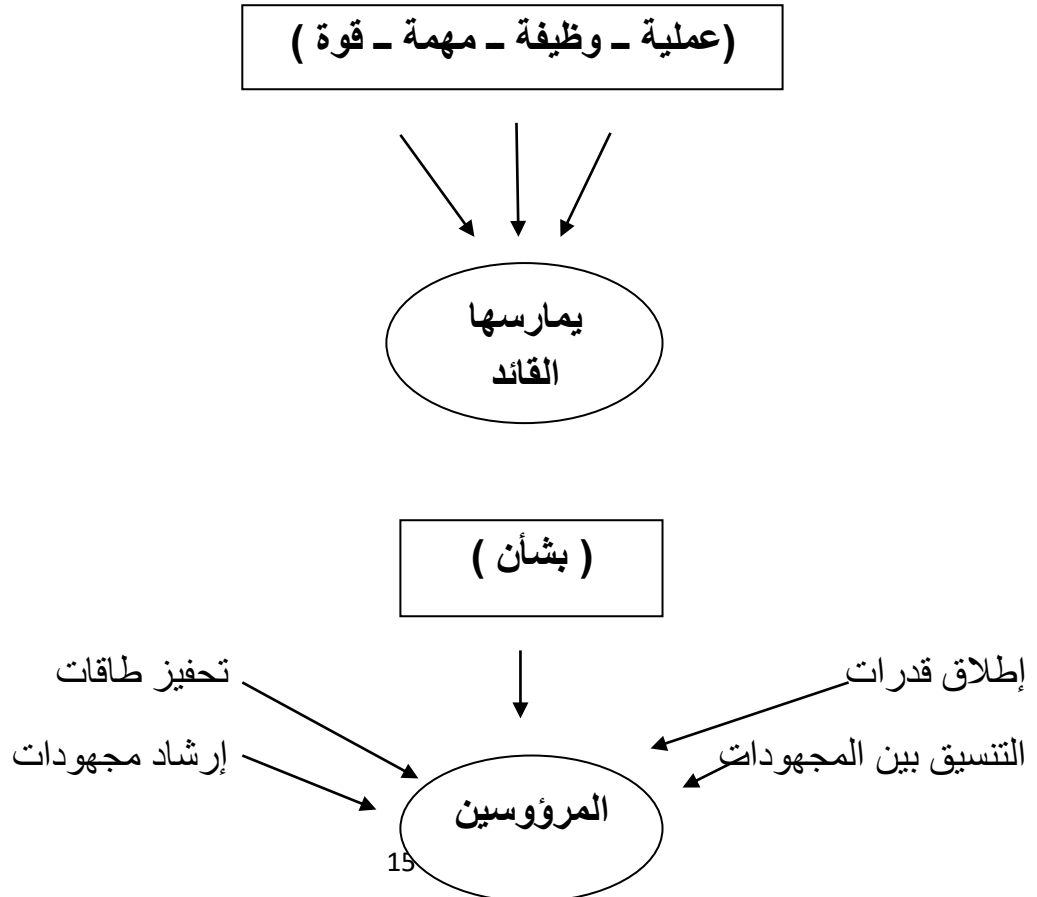 (عملية ـ وظيفة ـ مهمة ـ قوة )
يمارسها
القائد
( بشأن )
إطلاق قدرات
تحفيز طاقات
التنسيق بين المجهودات
إرشاد مجهودات
المرؤوسين
15